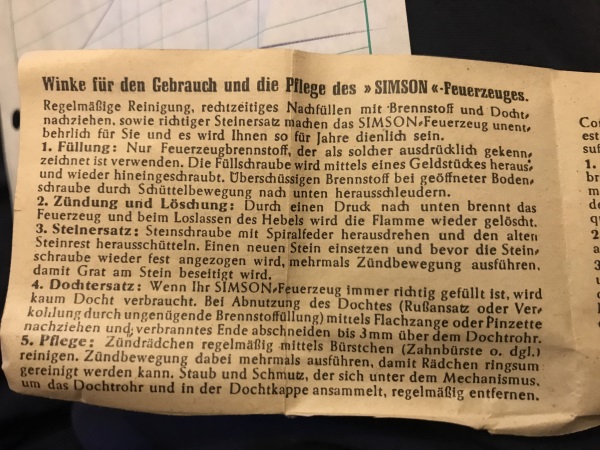 Winke für den Gebrauch und die Pflege des »SIMSON«-Feuerzeuges.
Regelmäßige Reinigung, rechtzeitiges Nachfüllen mit Brennstoff und Docht-
nachziehen, sowie richtiger Steinersatz machen das SIMSON-Feuerzeug unent-
behrlich für Sie und es wird Ihnen so für Jahre dienlich sein.
1. Füllung: Nur Feuerzeugbrennstoff, der als solcher ausdrücklich gekenn-
zeichnet ist verwenden. Die Füllschraube wird mittels eines Geldstückes heraus-
und wieder hineingeschraubt. Überschüssigen Brennstoff bei geöffneter Boden-
schraube durch Schüttelbewegung nach unten herausschleudern.
2. Zündung und Löschung: Durch einen Druck nach unten brennt das
Feuerzeug und beim Loslassen des Hebels wird die Flamme wieder gelöscht.
3. Steinersatz: Steinschraube mit Spiralfeder herausdrehen und den alten
Steinrest herausschütteln. Einen neuen Stein einsetzen und bevor die Stein-
schraube wieder fest angezogen wird, mehrmals Zündbewegung ausführen,
damit Grat am Stein beseitigt wird.
4. Dochtersatz: Wenn Ihr SIMSON-Feuerzeug immer richtig gefüllt ist, wird
kaum Docht verbraucht. Bei Abnutzung des Dochtes (Rußansatz oder Ver-
kohlung durch ungenügende Brennstoffüllung) mittels Flachzange oder Pinzette
nachziehen und verbranntes Ende abschneiden bis 3mm über dem Dochtrohr.
5. Pflege: Zündrädchen regelmäßig mittels Bürstchen (Zahnbürste o. dgl.)
reinigen. Zündbewegung dabei mehrmals ausführen, damit Rädchen ringsum
gereinigt werden kann. Staub und Schmutz, der sich unter dem Mechanismus,
um das Dochtrohr und in der Dochtkappe ansammelt, regelmäßig entfernen.